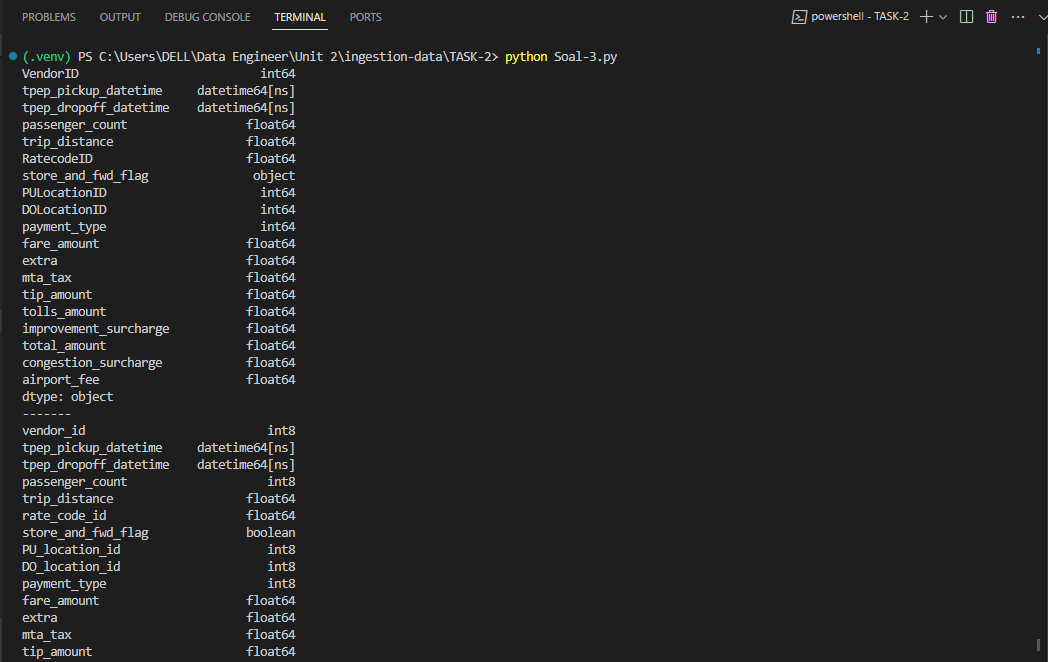 PROBLEMS OUTPUT DEBUG CONSOLE TERMINAL PORTS powershell - TASK-2
(.venv) PS C:\Users\DELL\Data Engineer\Unit 2\ingestion-data\TASK-2> python Soal-3.py
VendorID int64
tpep_pickup_datetime datetime64[ns]
tpep_dropoff_datetime datetime64[ns]
passenger_count float64
trip_distance float64
RatecodeID float64
store_and_fwd_flag object
PULocationID int64
DOLocationID int64
payment_type int64
fare_amount float64
extra float64
mta_tax float64
tip_amount float64
tolls_amount float64
improvement_surcharge float64
total_amount float64
congestion_surcharge float64
airport_fee float64
dtype: object
-------
vendor_id int8
tpep_pickup_datetime datetime64[ns]
tpep_dropoff_datetime datetime64[ns]
passenger_count int8
trip_distance float64
rate_code_id float64
store_and_fwd_flag boolean
PU_location_id int8
DO_location_id int8
payment_type int8
fare_amount float64
extra float64
mta_tax float64
tip_amount float64